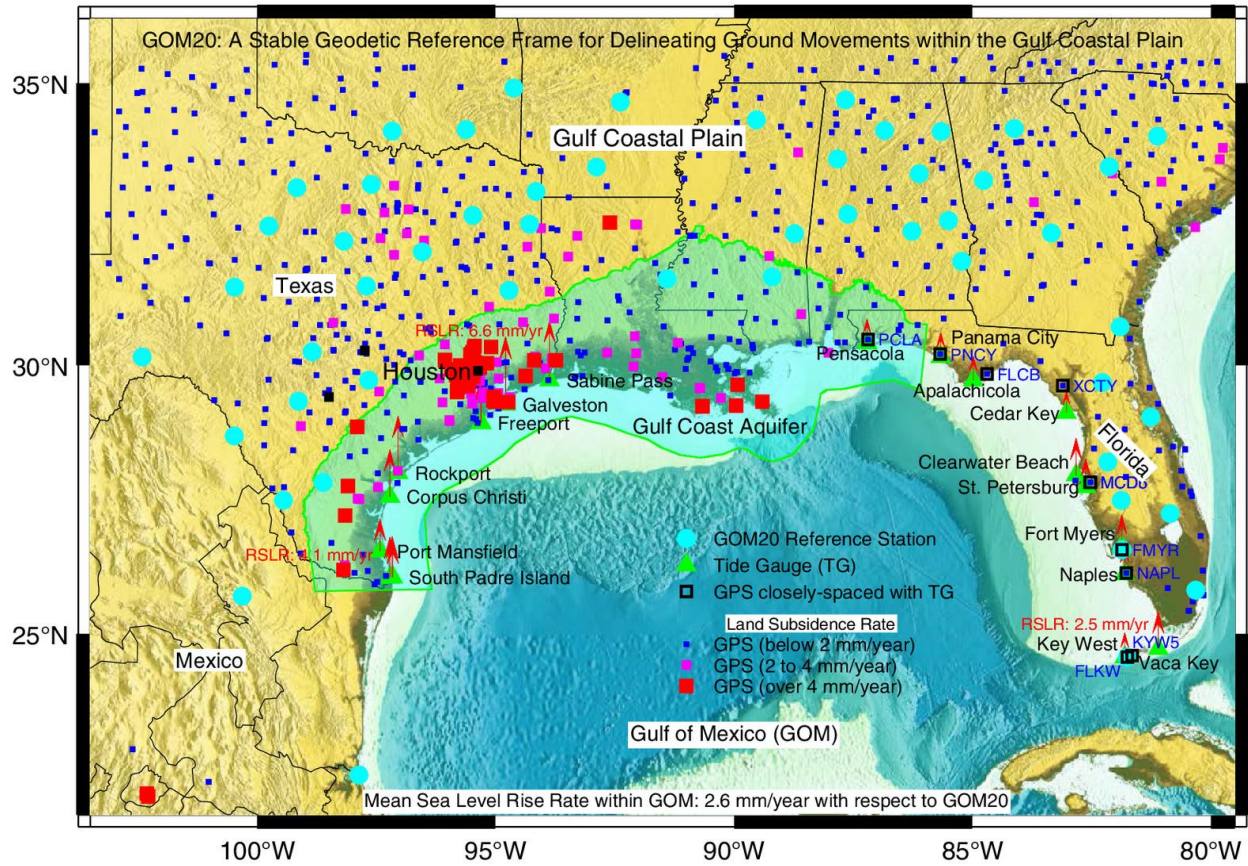 GOM20: A Stable Geodetic Reference Frame for Delineating Ground Movements within the Gulf Coastal Plain
35°N
Gulf Coastal Plain
Texas
RSLR: 6.6 mm/yr
30°N
Houston
Sabine Pass
Galveston
Freeport
Gulf Coast Aquifer
Pensacola
PCLA
Panama City
PNCY
FLCB
Apalachicola
XCTY
Cedar Key
Florida
Clearwater Beach
St. Petersburg
Rockport
Corpus Christi
Fort Myers
FMYR
RSLR: 4.1 mm/yr
Port Mansfield
South Padre Island
Naples
NAPL
GOM20 Reference Station
Tide Gauge (TG)
GPS closely-spaced with TG
Land Subsidence Rate
GPS (below 2 mm/year)
GPS (2 to 4 mm/year)
GPS (over 4 mm/year)
25°N
Mexico
RSLR: 2.5 mm/yr
Key West
KYW5
FLKW
Vaca Key
Gulf of Mexico (GOM)
Mean Sea Level Rise Rate within GOM: 2.6 mm/year with respect to GOM20
100°W
95°W
90°W
85°W
80°W